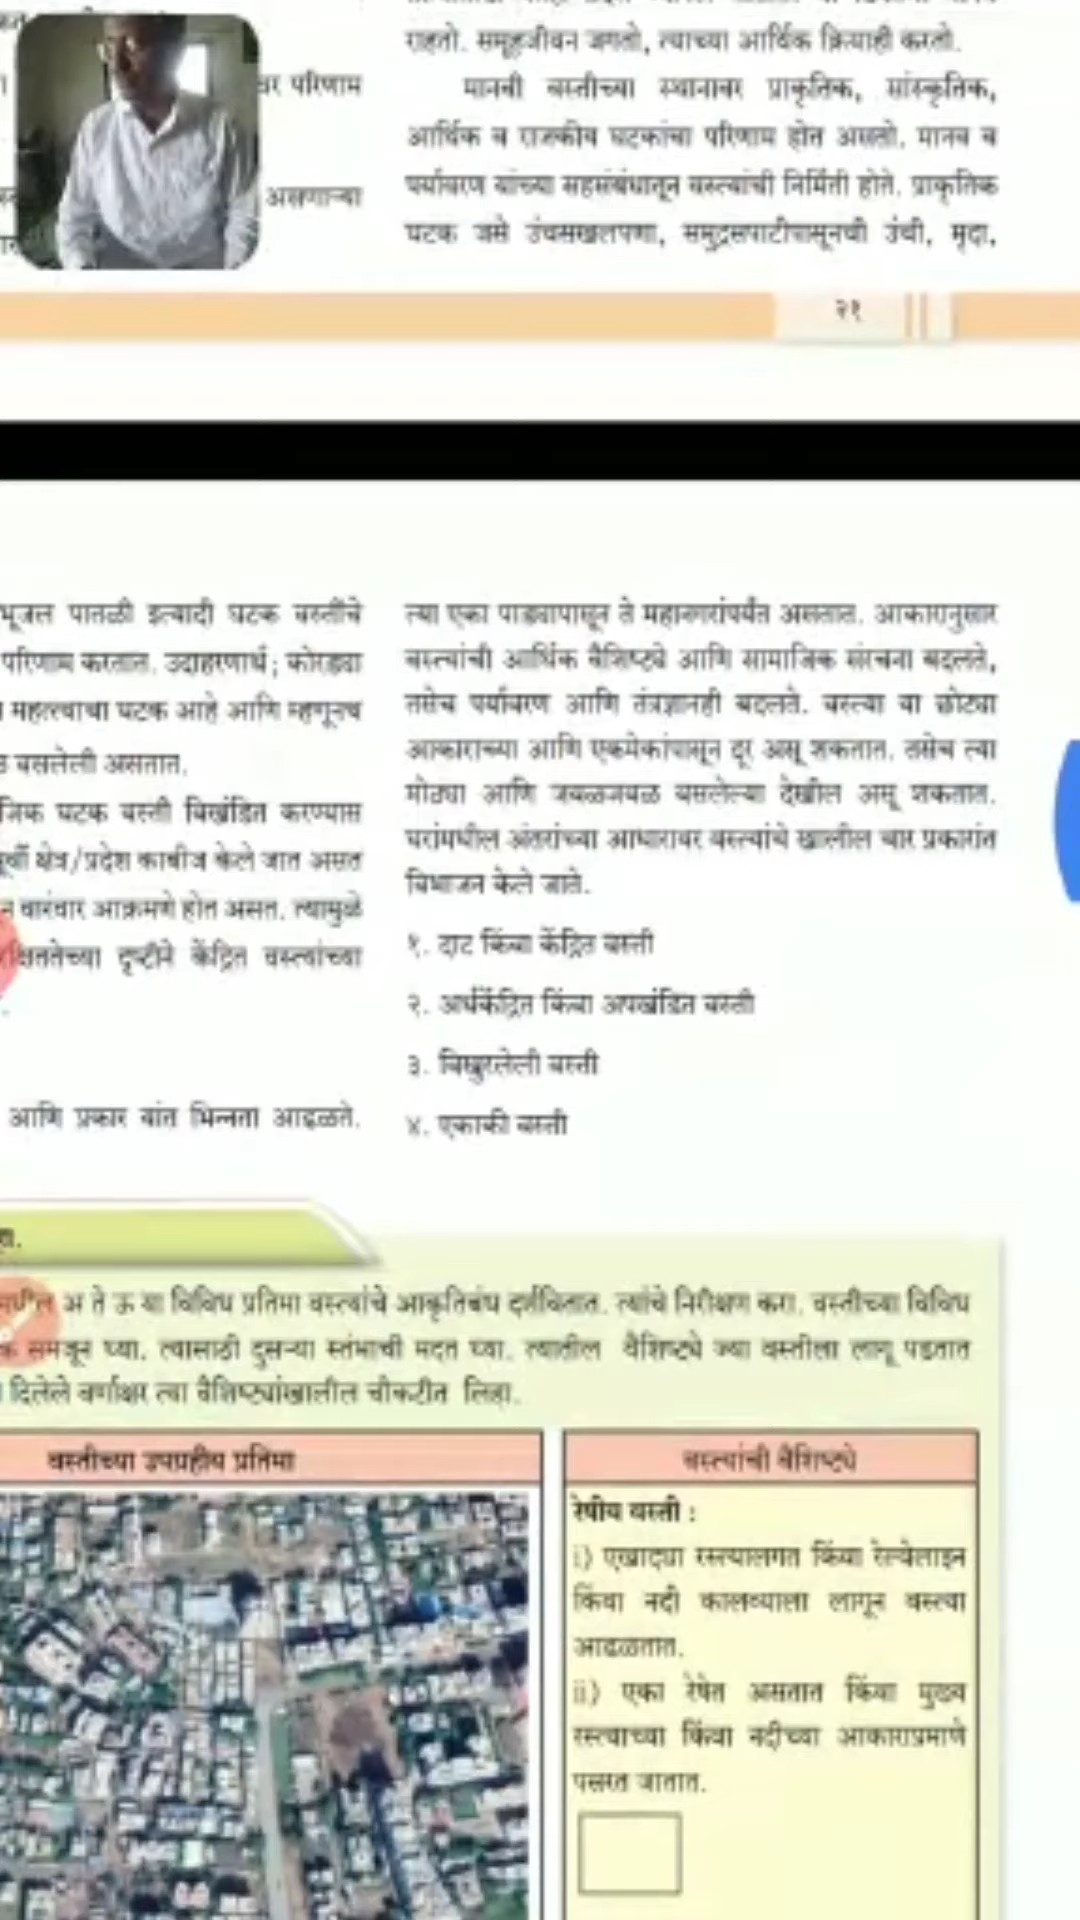 राहतो. समूहजीवन जगतो, त्याच्या आर्थिक क्रियाही करतो.
वर परिणाम
मानवी वस्तीच्या स्थानावर प्राकृतिक, सांस्कृतिक,
आर्थिक व राजकीय घटकांचा परिणाम होत असतो. मानव व
असणाऱ्या
पर्यावरण यांच्या सहसंबंधातून वस्त्यांची निर्मिती होते. प्राकृतिक
घटक जसे उंचसखलपणा, समुद्रसपाटीपासूनची उंची, मृदा,
२१
भूजल पातळी इत्यादी घटक वस्तीचे
परिणाम करतात. उदाहरणार्थ; कोरड्या
महत्त्वाचा घटक आहे आणि म्हणूनच
वसलेली असतात.
जिक घटक वस्ती विखंडित करण्यास
पूर्वी क्षेत्र/प्रदेश काबीज केले जात असत
न वारंवार आक्रमणे होत असत. त्यामुळे
रक्षिततेच्या दृष्टीने केंद्रित वस्त्यांच्या
आणि प्रकार यांत भिन्नता आढळते.
त्या एका पाड्यापासून ते महानगरांपर्यंत असतात. आकारानुसार
वस्त्यांची आर्थिक वैशिष्ट्ये आणि सामाजिक संरचना बदलते,
तसेच पर्यावरण आणि तंत्रज्ञानही बदलते. वस्त्या या छोट्या
आकाराच्या आणि एकमेकांपासून दूर असू शकतात. तसेच त्या
मोठ्या आणि जवळजवळ वसलेल्या देखील असू शकतात.
घरांमधील अंतरांच्या आधारावर वस्त्यांचे खालील चार प्रकारांत
विभाजन केले जाते.
१. दाट किंवा केंद्रित वस्ती
२. अर्धकेंद्रित किंवा अपखंडित वस्ती
३. विखुरलेली वस्ती
४. एकाकी वस्ती
मधील अ ते ऊ या विविध प्रतिमा वस्त्यांचे आकृतिबंध दर्शवितात. त्यांचे निरीक्षण करा. वस्तीच्या विविध
समजून घ्या. त्यासाठी दुसऱ्या स्तंभाची मदत घ्या. त्यातील वैशिष्ट्ये ज्या वस्तीला लागू पडतात
दिलेले वर्णाक्षर त्या वैशिष्ट्यांखालील चौकटीत लिहा.
वस्तीच्या उपग्रहीय प्रतिमा
वस्त्यांची वैशिष्ट्ये
रेषीय वस्ती :
i) एखाद्या रस्त्यालगत किंवा रेल्वेलाइन
किंवा नदी कालव्याला लागून वस्त्या
आढळतात.
ii) एका रेषेत असतात किंवा मुख्य
रस्त्याच्या किंवा नदीच्या आकाराप्रमाणे
पसरत जातात.